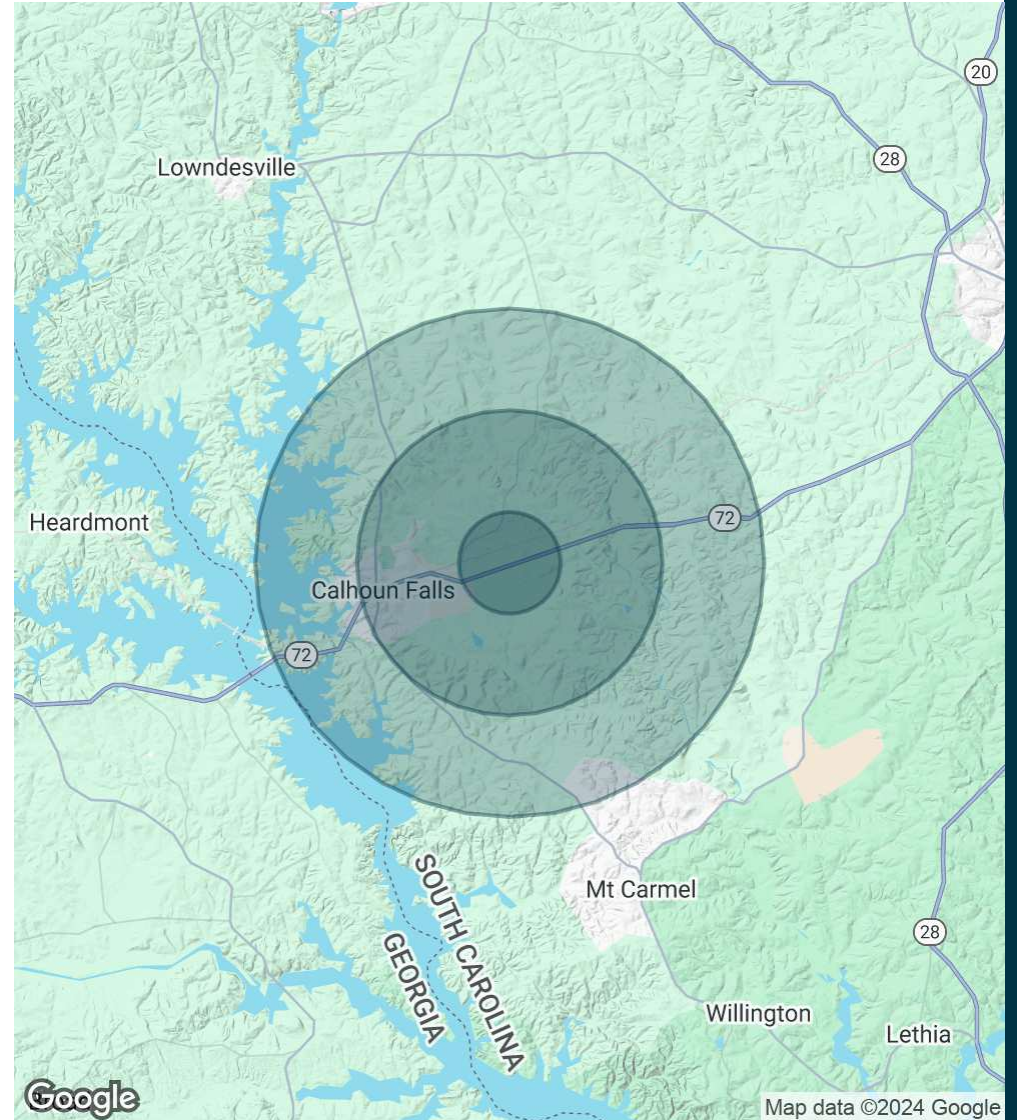 20
28
Lowndesville
72
Heardmont
Calhoun Falls
72
Mt Carmel
SOUTH CAROLINA
GEORGIA
28
Willington
Lethia
Google
Map data ©2024 Google